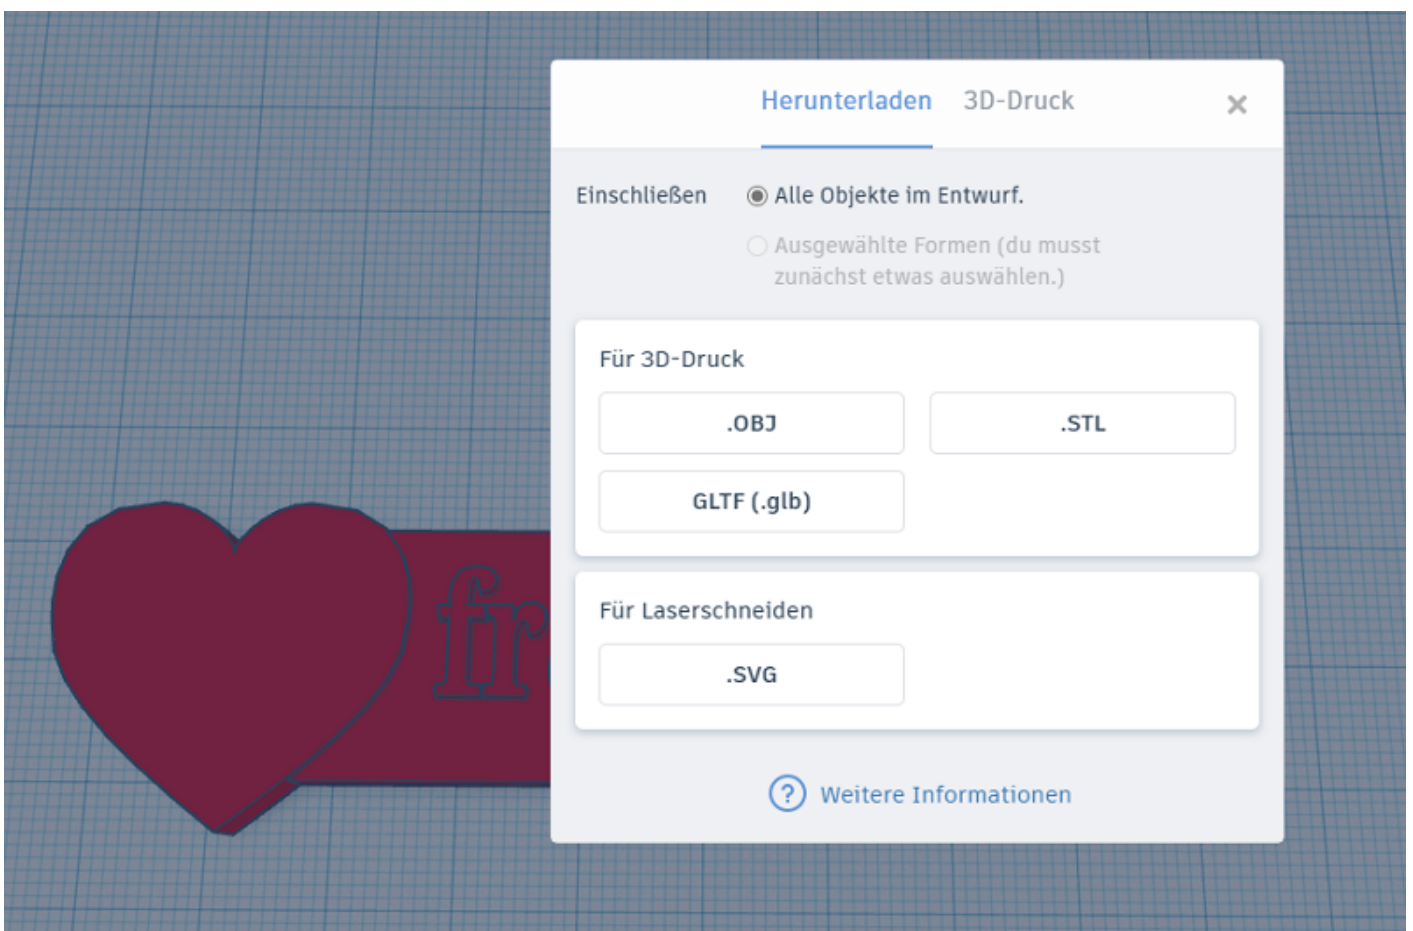 Herunterladen 3D-Druck
Einschließen Alle Objekte im Entwurf.
Ausgewählte Formen (du musst
zunächst etwas auswählen.)
Für 3D-Druck
.OBJ .STL
GLTF (.glb)
Für Laserschneiden
fr
.SVG
? Weitere Informationen